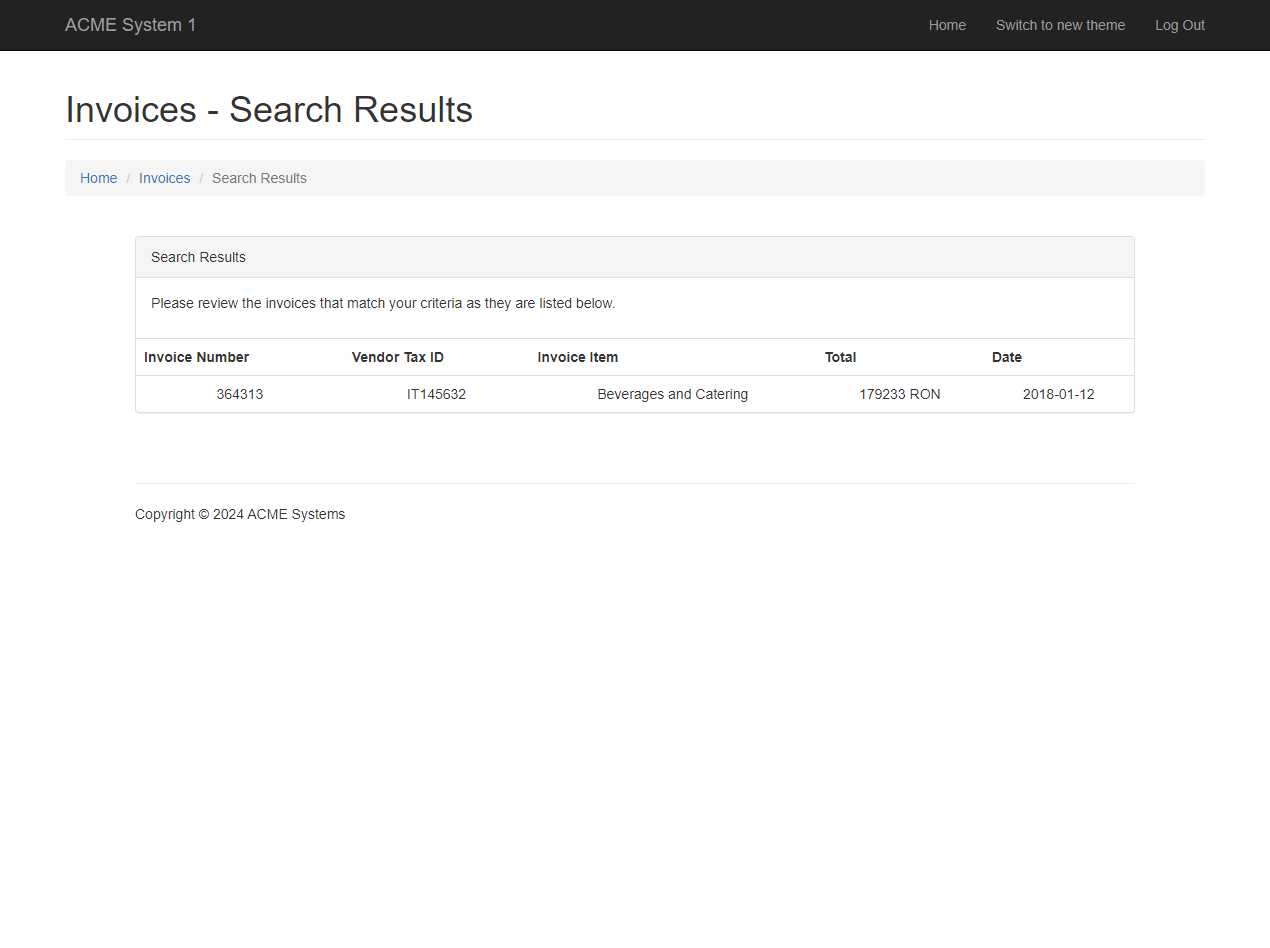 ACME System 1 Home Switch to new theme Log Out
Invoices - Search Results
Home / Invoices / Search Results
Search Results
Please review the invoices that match your criteria as they are listed below.
Invoice Number Vendor Tax ID Invoice Item Total Date
364313 IT145632 Beverages and Catering 179233 RON 2018-01-12
Copyright © 2024 ACME Systems